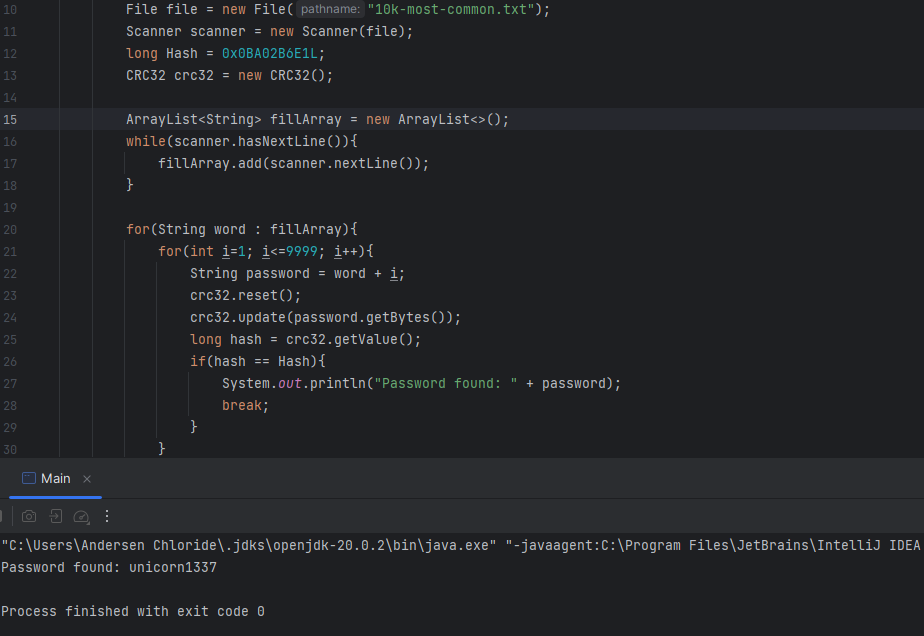 10 File file = new File( pathname: "10k-most-common.txt");
11 Scanner scanner = new Scanner(file);
12 long Hash = 0x0BA02B6E1L;
13 CRC32 crc32 = new CRC32();
14
15 ArrayList<String> fillArray = new ArrayList<>();
16 while(scanner.hasNextLine()){
17 fillArray.add(scanner.nextLine());
18 }
19
20 for(String word : fillArray){
21 for(int i=1; i<=9999; i++){
22 String password = word + i;
23 crc32.reset();
24 crc32.update(password.getBytes());
25 long hash = crc32.getValue();
26 if(hash == Hash){
27 System.out.println("Password found: " + password);
28 break;
29 }
30 }
Main
"C:\Users\Andersen Chloride\.jdks\openjdk-20.0.2\bin\java.exe" "-javaagent:C:\Program Files\JetBrains\IntelliJ IDEA
Password found: unicorn1337
Process finished with exit code 0